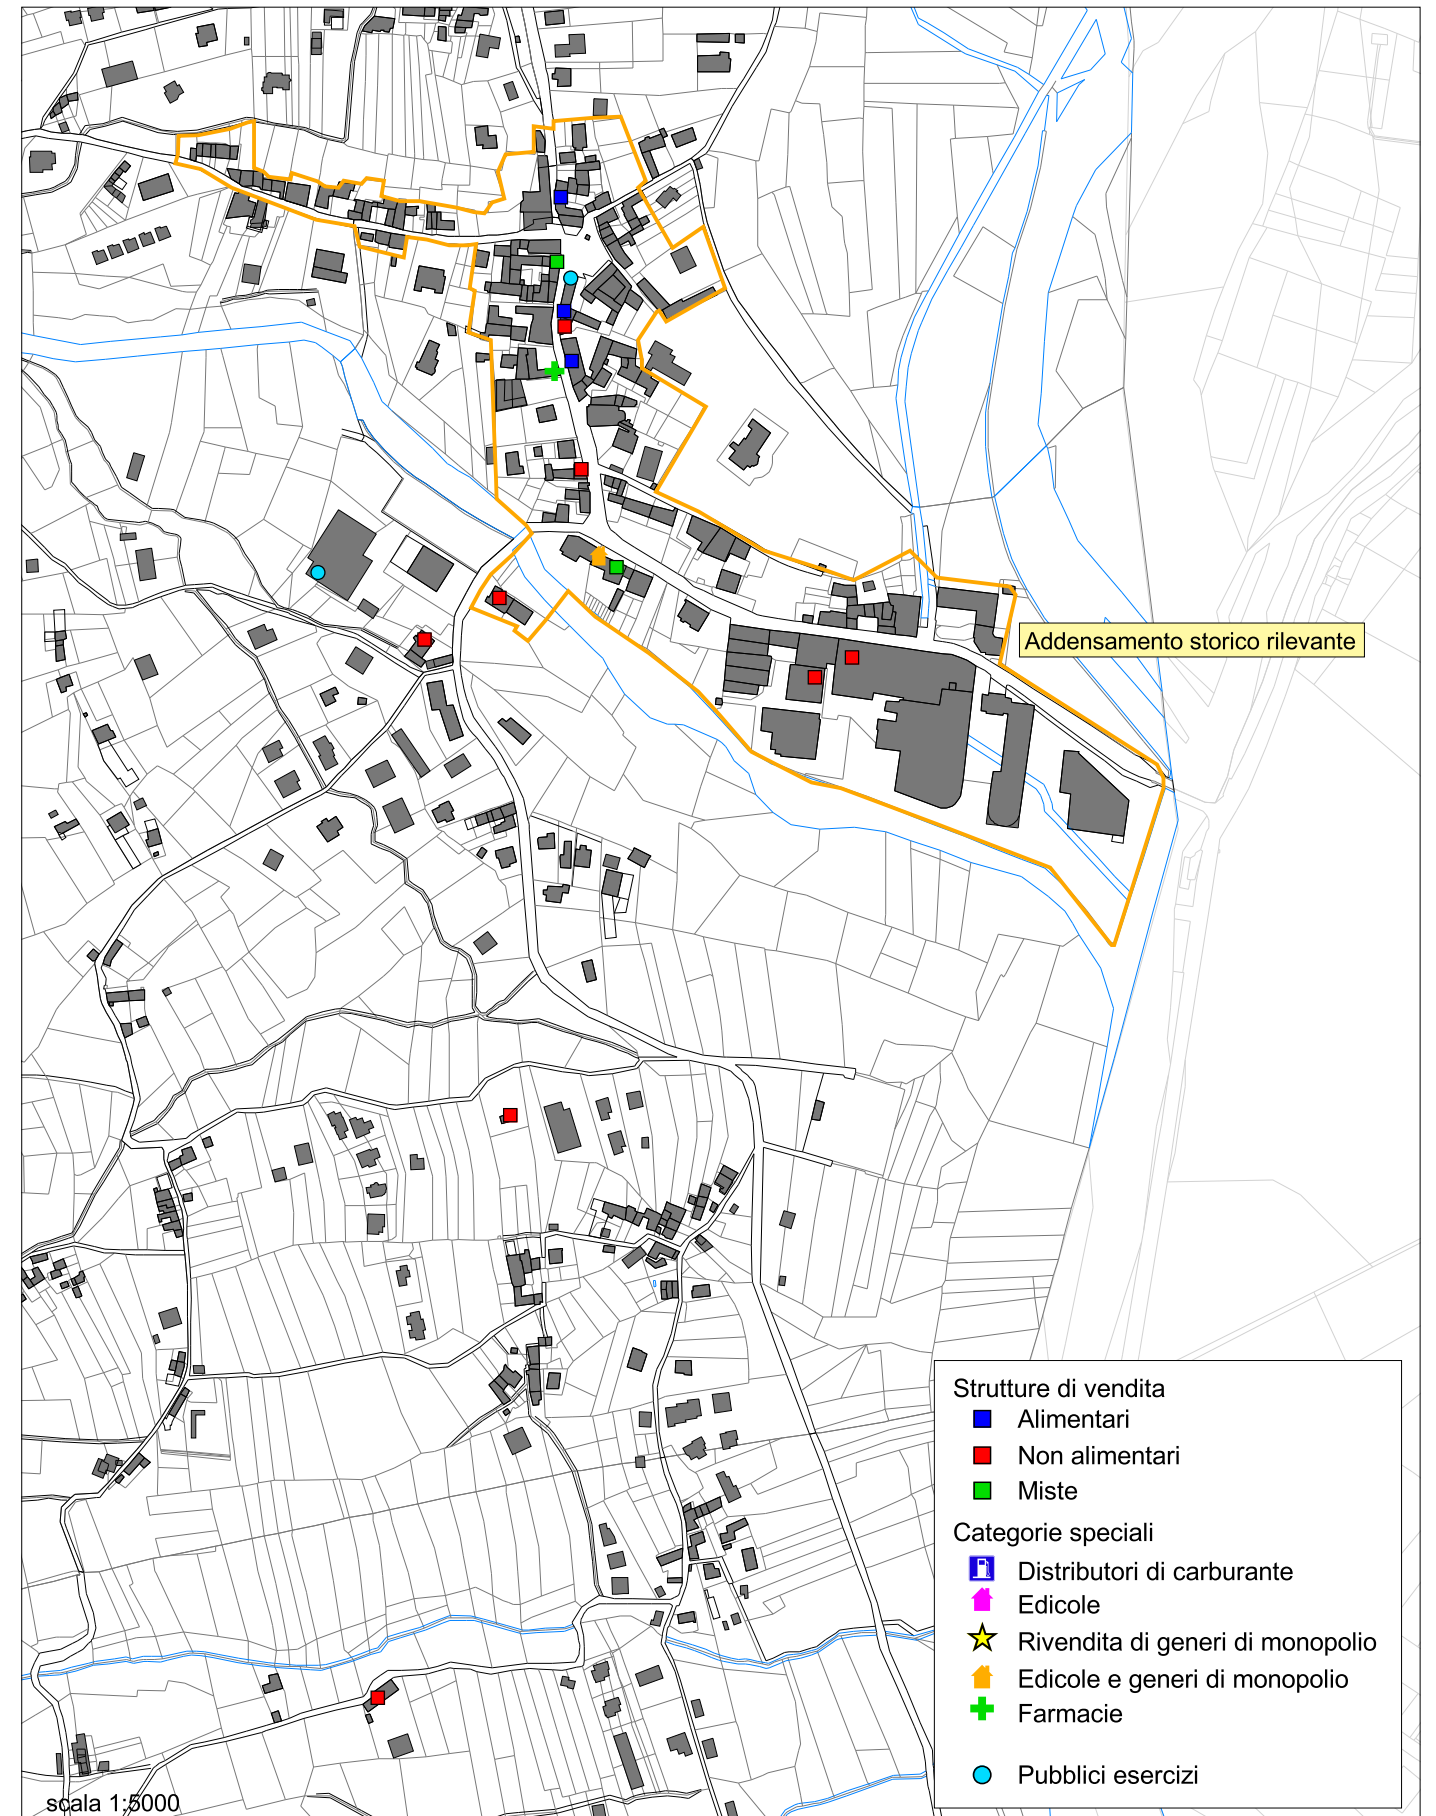 Addensamento storico rilevante
Strutture di vendita
Alimentari
Non alimentari
Miste
Categorie speciali
Distributori di carburante
Edicole
Rivendita di generi di monopolio
Edicole e generi di monopolio
Farmacie
Pubblici esercizi
scala 1:5000